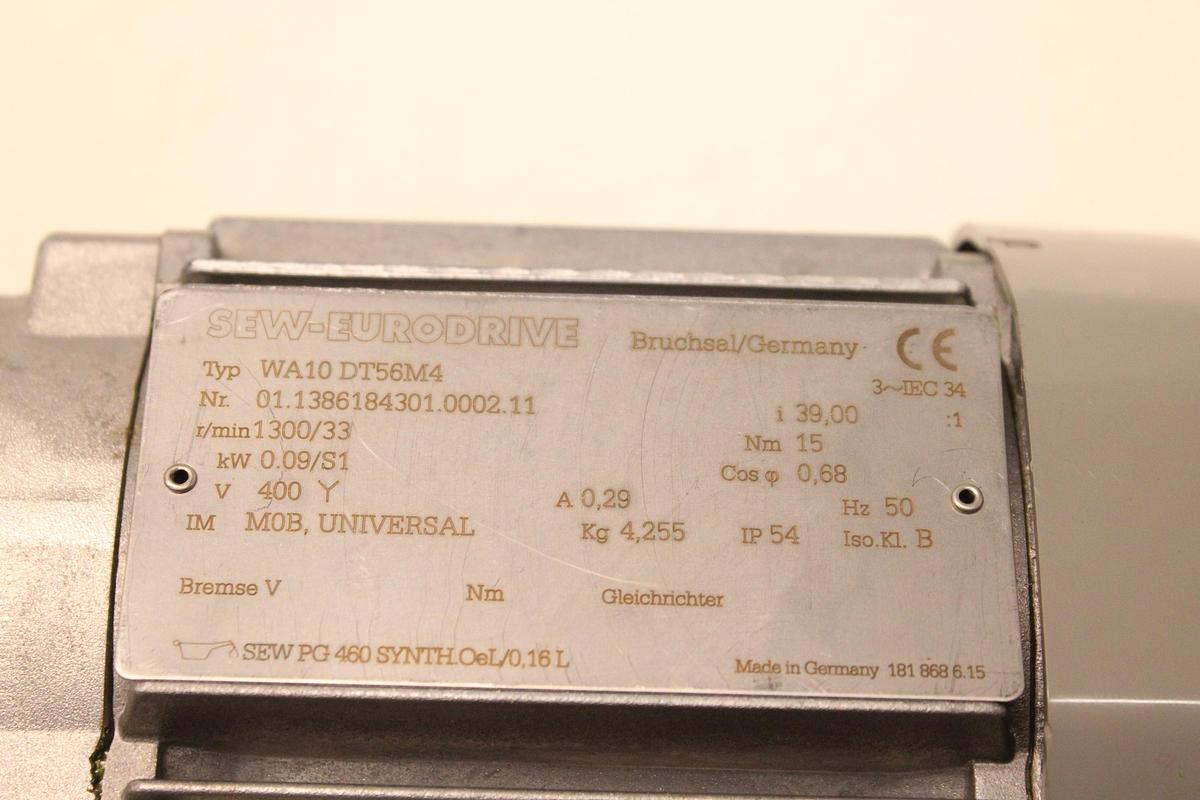 SEW-EURODRIVE Bruchsal/Germany CE
Typ WA10 DT56M4 3~IEC 34
Nr. 01.1386184301.0002.11 i 39,00 :1
r/min 1300/33 Nm 15
kW 0.09/S1 Cos φ 0,68
V 400 Y A 0,29 Hz 50
IM M0B, UNIVERSAL Kg 4,255 IP 54 Iso.Kl. B
Bremse V Nm Gleichrichter
SEW PG 460 SYNTH.OeL/0,16 L Made in Germany 181 868 6.15